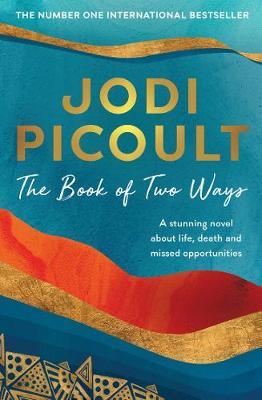 THE NUMBER ONE INTERNATIONAL BESTSELLER
JODI
PICOULT
The Book of Two Ways
A stunning novel
about life, death and
missed opportunities